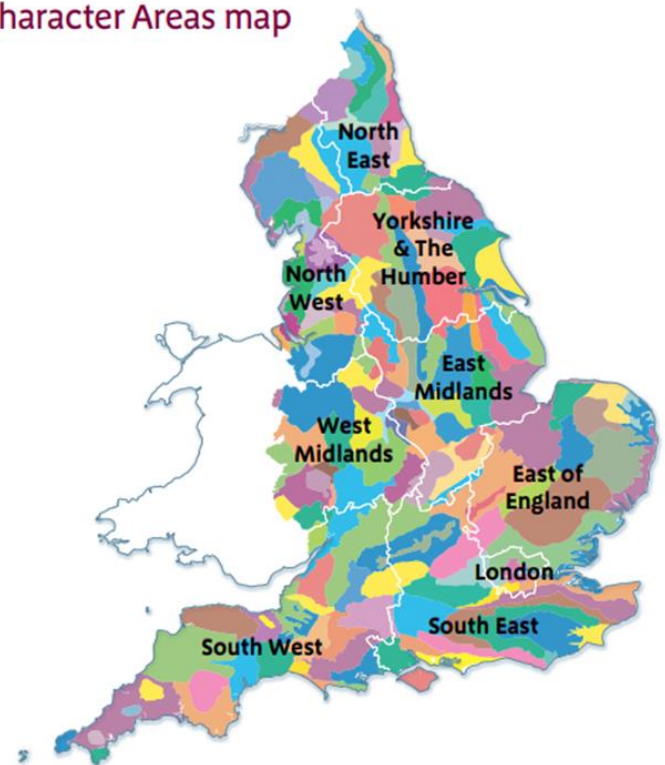 haracter Areas map
North
East
Yorkshire
& The
Humber
North
West
East
Midlands
West
Midlands
East of
England
London
South East
South West